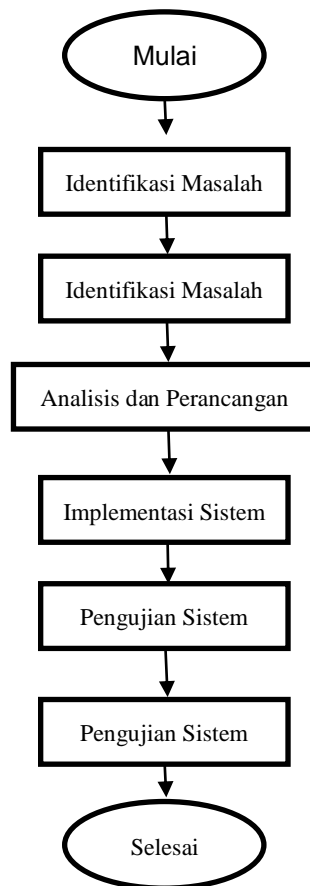 Mulai
Identifikasi Masalah
Identifikasi Masalah
Analisis dan Perancangan
Implementasi Sistem
Pengujian Sistem
Pengujian Sistem
Selesai